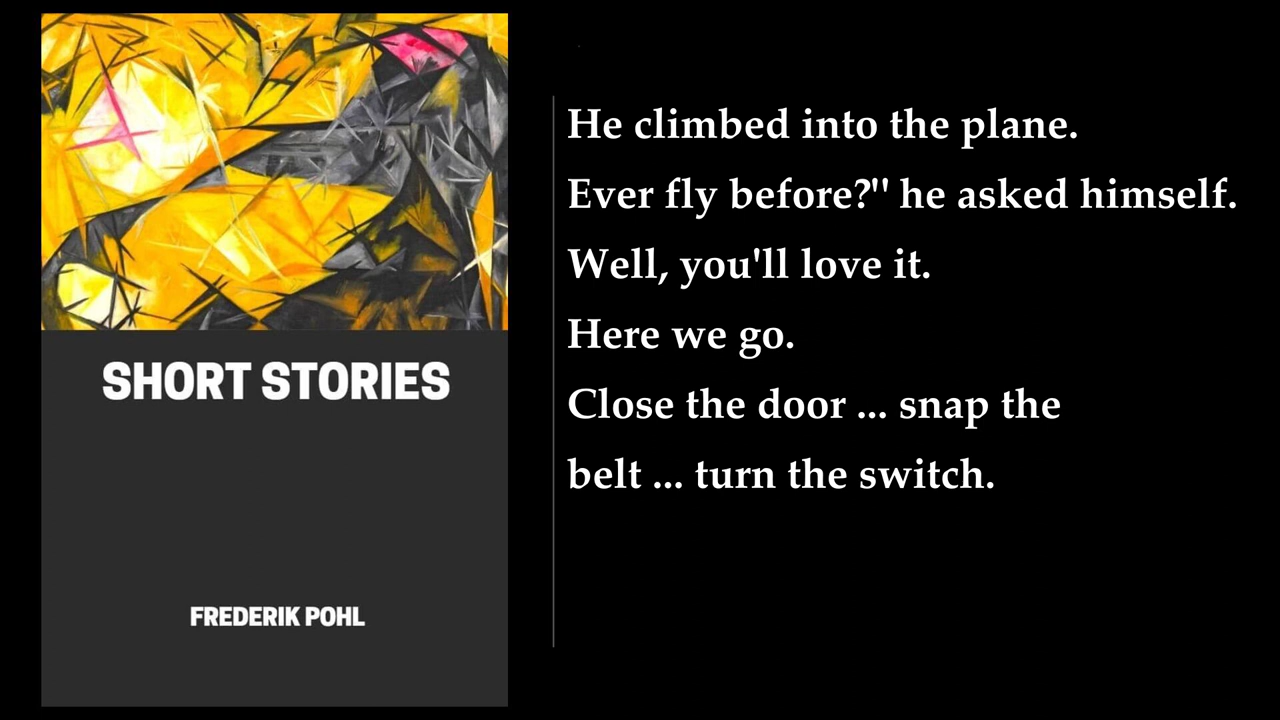 SHORT STORIES
FREDERIK POHL
He climbed into the plane.
Ever fly before?" he asked himself.
Well, you'll love it.
Here we go.
Close the door ... snap the
belt ... turn the switch.